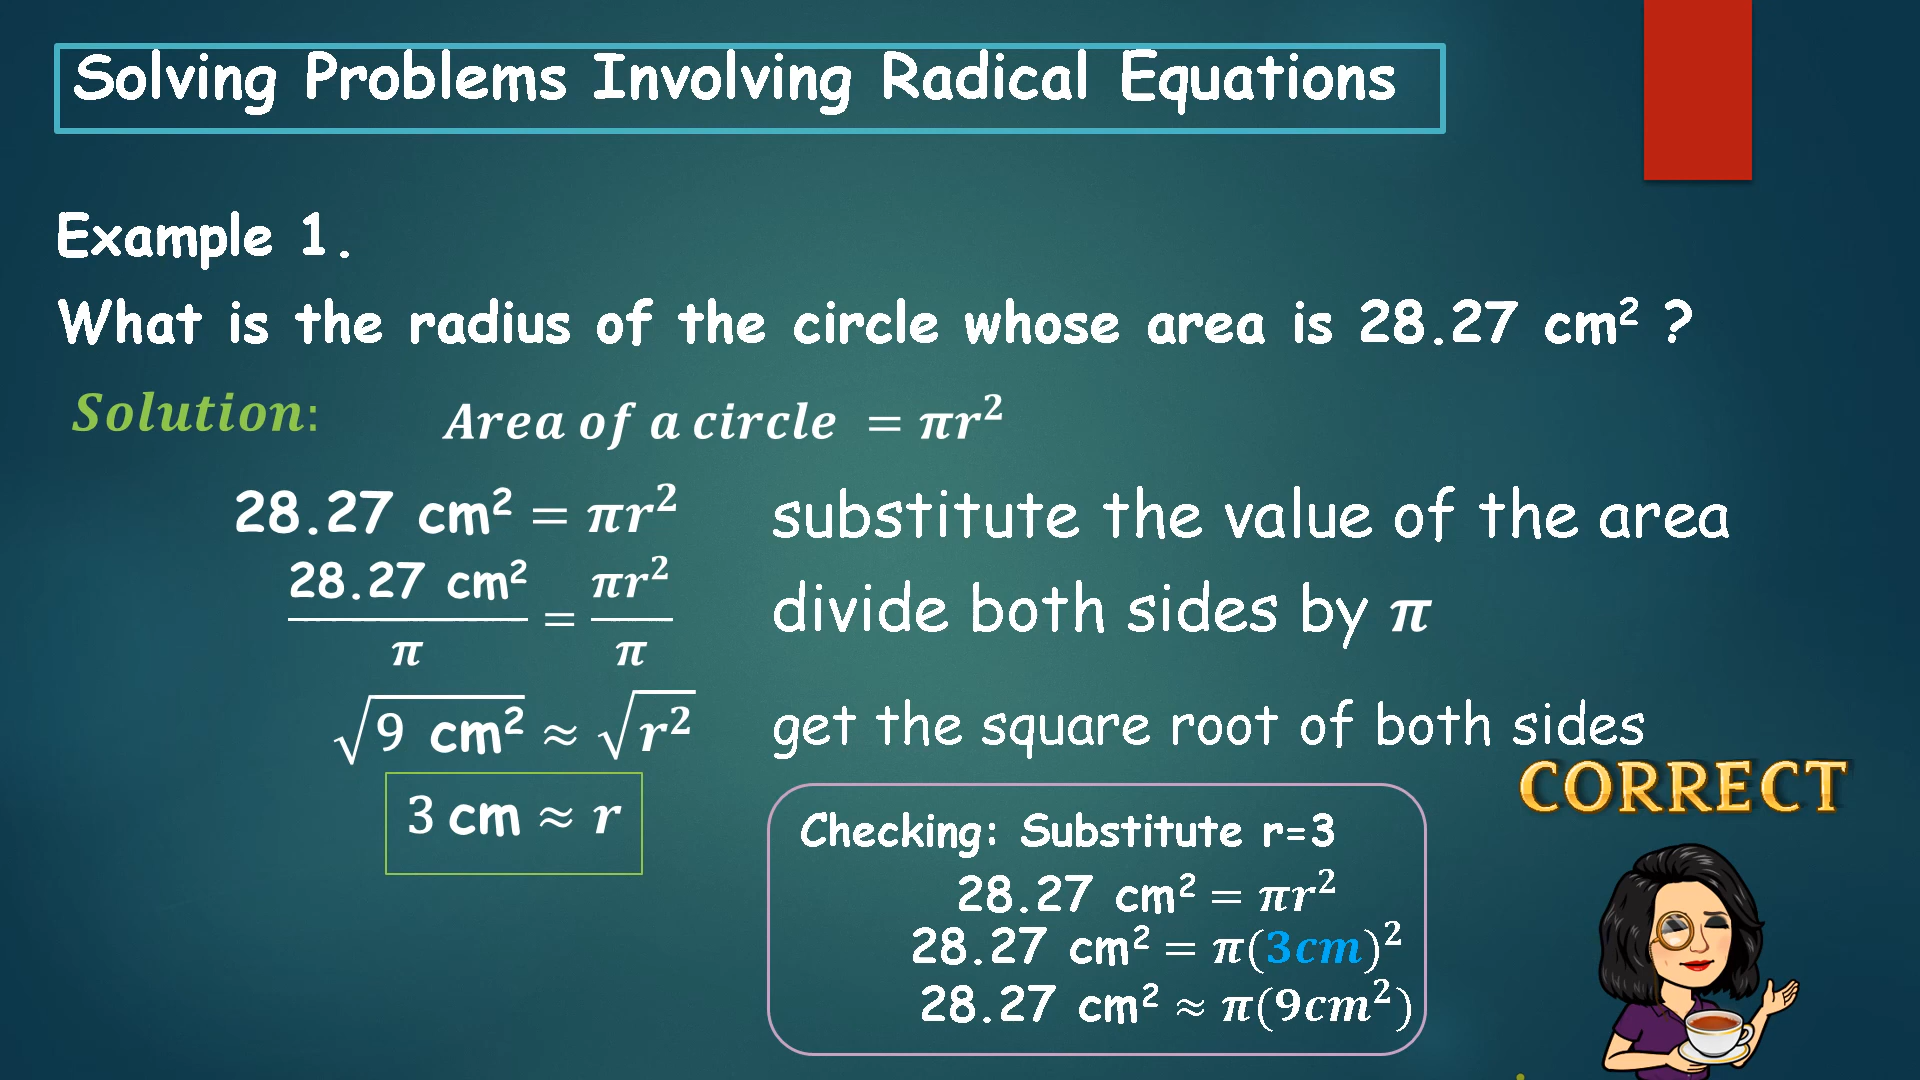 Solving Problems Involving Radical Equations
Example 1.
What is the radius of the circle whose area is 28.27 cm² ?
Solution:
Area of a circle = πr²
28.27 cm² = πr²
substitute the value of the area
28.27 cm²/π = πr²/π
divide both sides by π
√(9 cm²) ≈ √(r²)
get the square root of both sides
3 cm ≈ r
CORRECT
Checking: Substitute r=3
28.27 cm² = πr²
28.27 cm² = π(3cm)²
28.27 cm² ≈ π(9cm²)